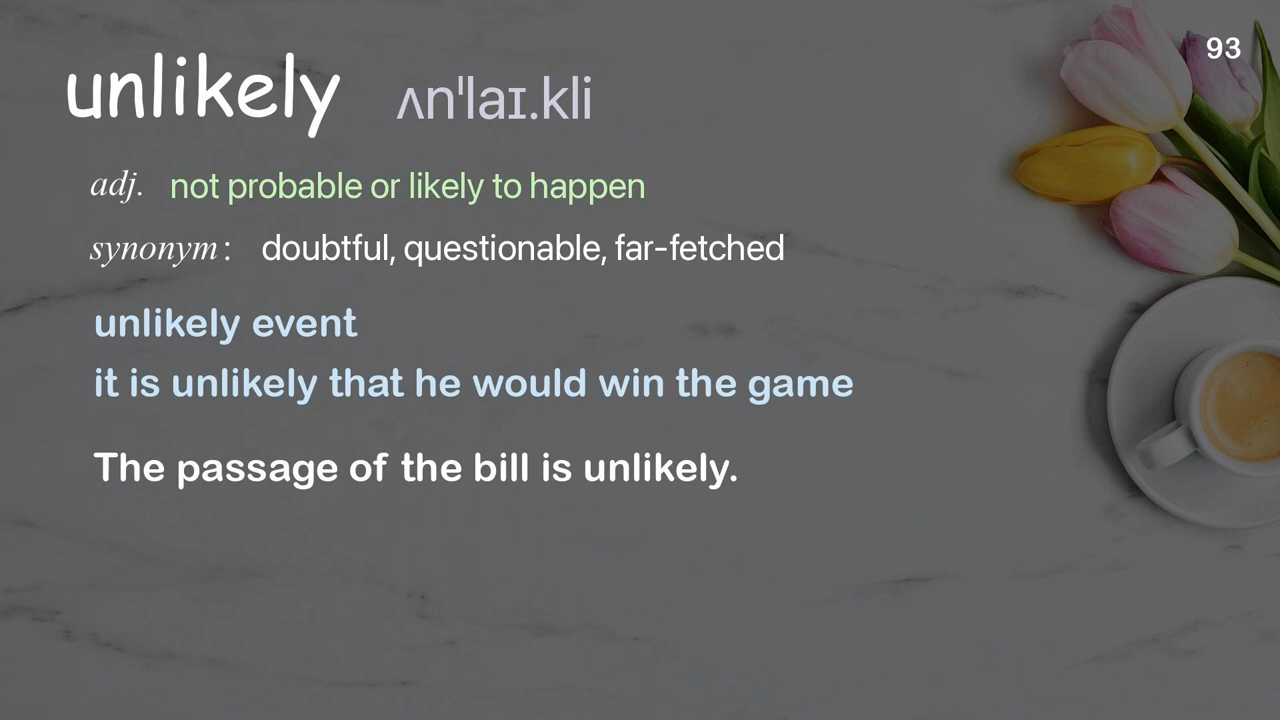 93
unlikely ʌnˈlaɪ.kli
adj. not probable or likely to happen
synonym: doubtful, questionable, far-fetched
unlikely event
it is unlikely that he would win the game
The passage of the bill is unlikely.